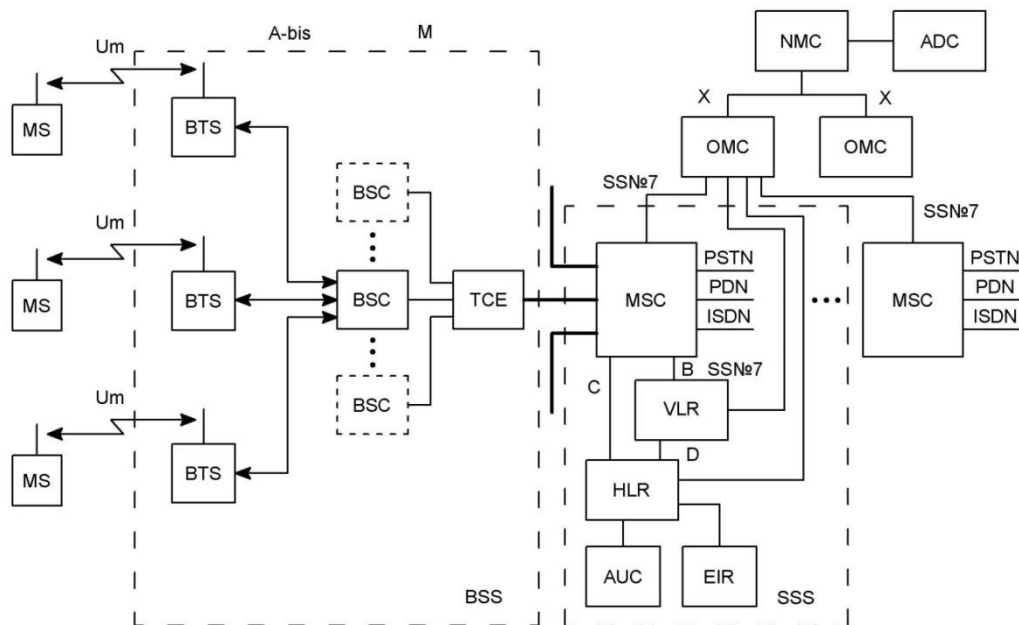 A-bis M
NMC ADC
Um
X X
MS
BTS
OMC OMC
BSC
SS№7
SS№7
Um
MS
BTS
BSC
TCE
MSC
PSTN
PDN
ISDN
MSC
PSTN
PDN
ISDN
C
B SS№7
VLR
BSC
Um
D
MS
BTS
HLR
AUC
EIR
BSS
SSS